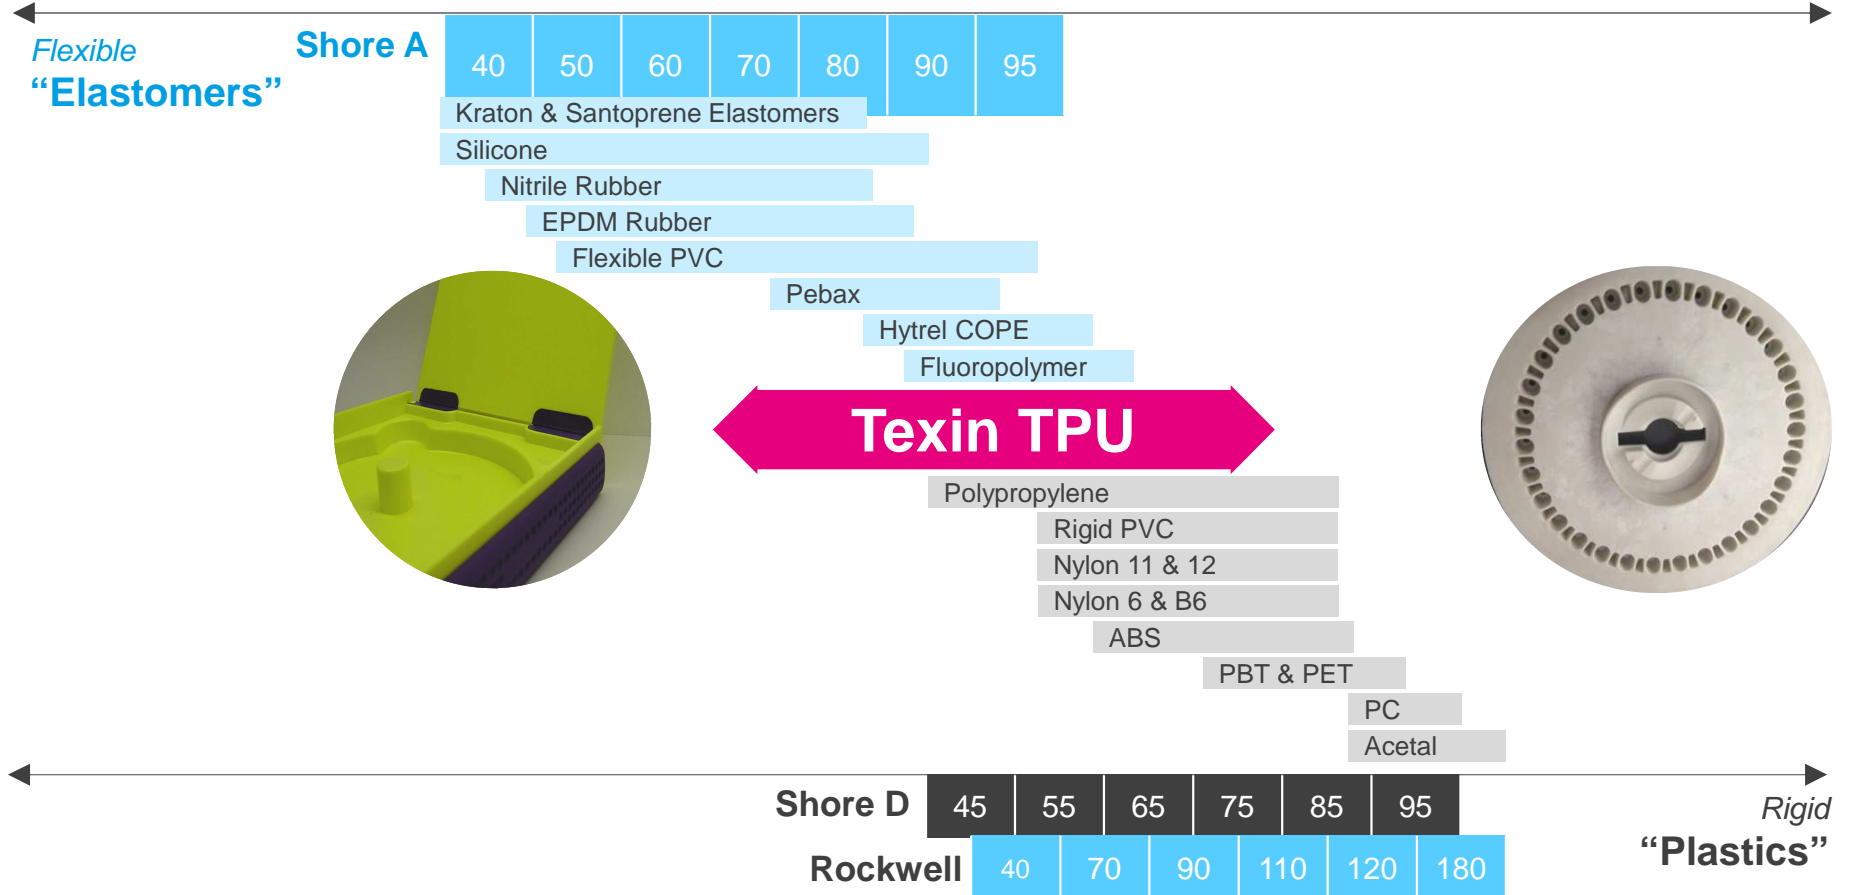 Flexible
“Elastomers”
Shore A
40 50 60 70 80 90 95
Kraton & Santoprene Elastomers
Silicone
Nitrile Rubber
EPDM Rubber
Flexible PVC
Pebax
Hytrel COPE
Fluoropolymer
Texin TPU
Polypropylene
Rigid PVC
Nylon 11 & 12
Nylon 6 & B6
ABS
PBT & PET
PC
Acetal
Shore D 45 55 65 75 85 95
Rockwell 40 70 90 110 120 180
Rigid
“Plastics”